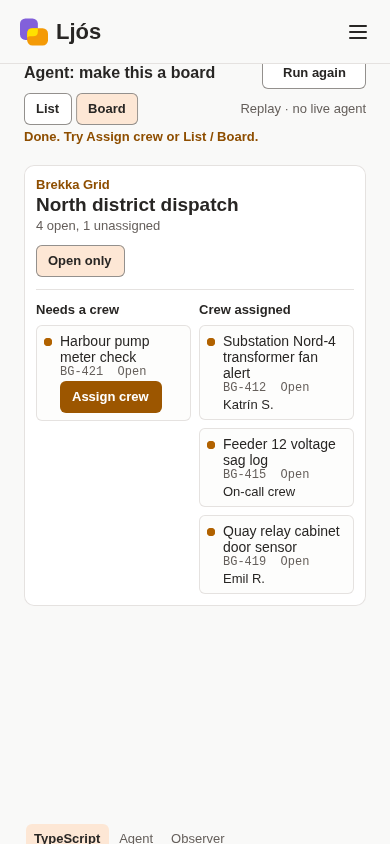 Ljós
Agent: make this a board
Run again
List
Board
Replay · no live agent
Done. Try Assign crew or List / Board.
Brekka Grid
North district dispatch
4 open, 1 unassigned
Open only
Needs a crew
Harbour pump
meter check
BG-421 Open
Assign crew
Crew assigned
Substation Nord-4
transformer fan
alert
BG-412 Open
Katrín S.
Feeder 12 voltage
sag log
BG-415 Open
On-call crew
Quay relay cabinet
door sensor
BG-419 Open
Emil R.
TypeScript
Agent
Observer